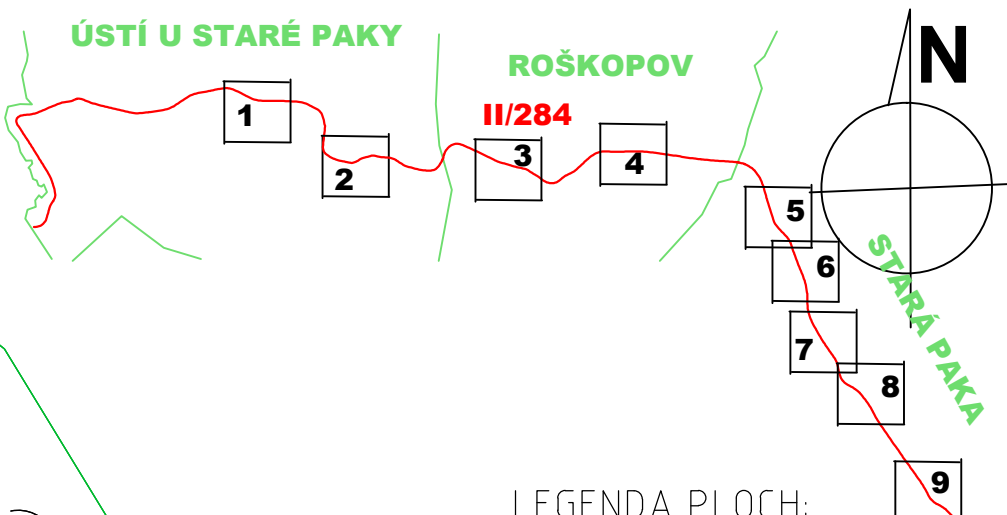 ÚSTÍ U STARÉ PAKY
ROŠKOPOV
N
II/284
1
2
3
4
5
6
STARÁ PAKA
7
8
9
LEGENDA PLOCH: